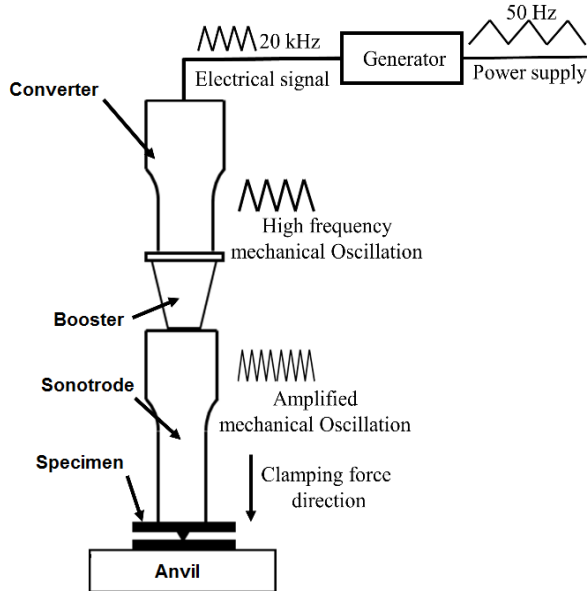 50 Hz
20 kHz
Generator
Electrical signal
Power supply
Converter
High frequency
mechanical Oscillation
Booster
Sonotrode
Amplified
mechanical Oscillation
Specimen
Clamping force
direction
Anvil